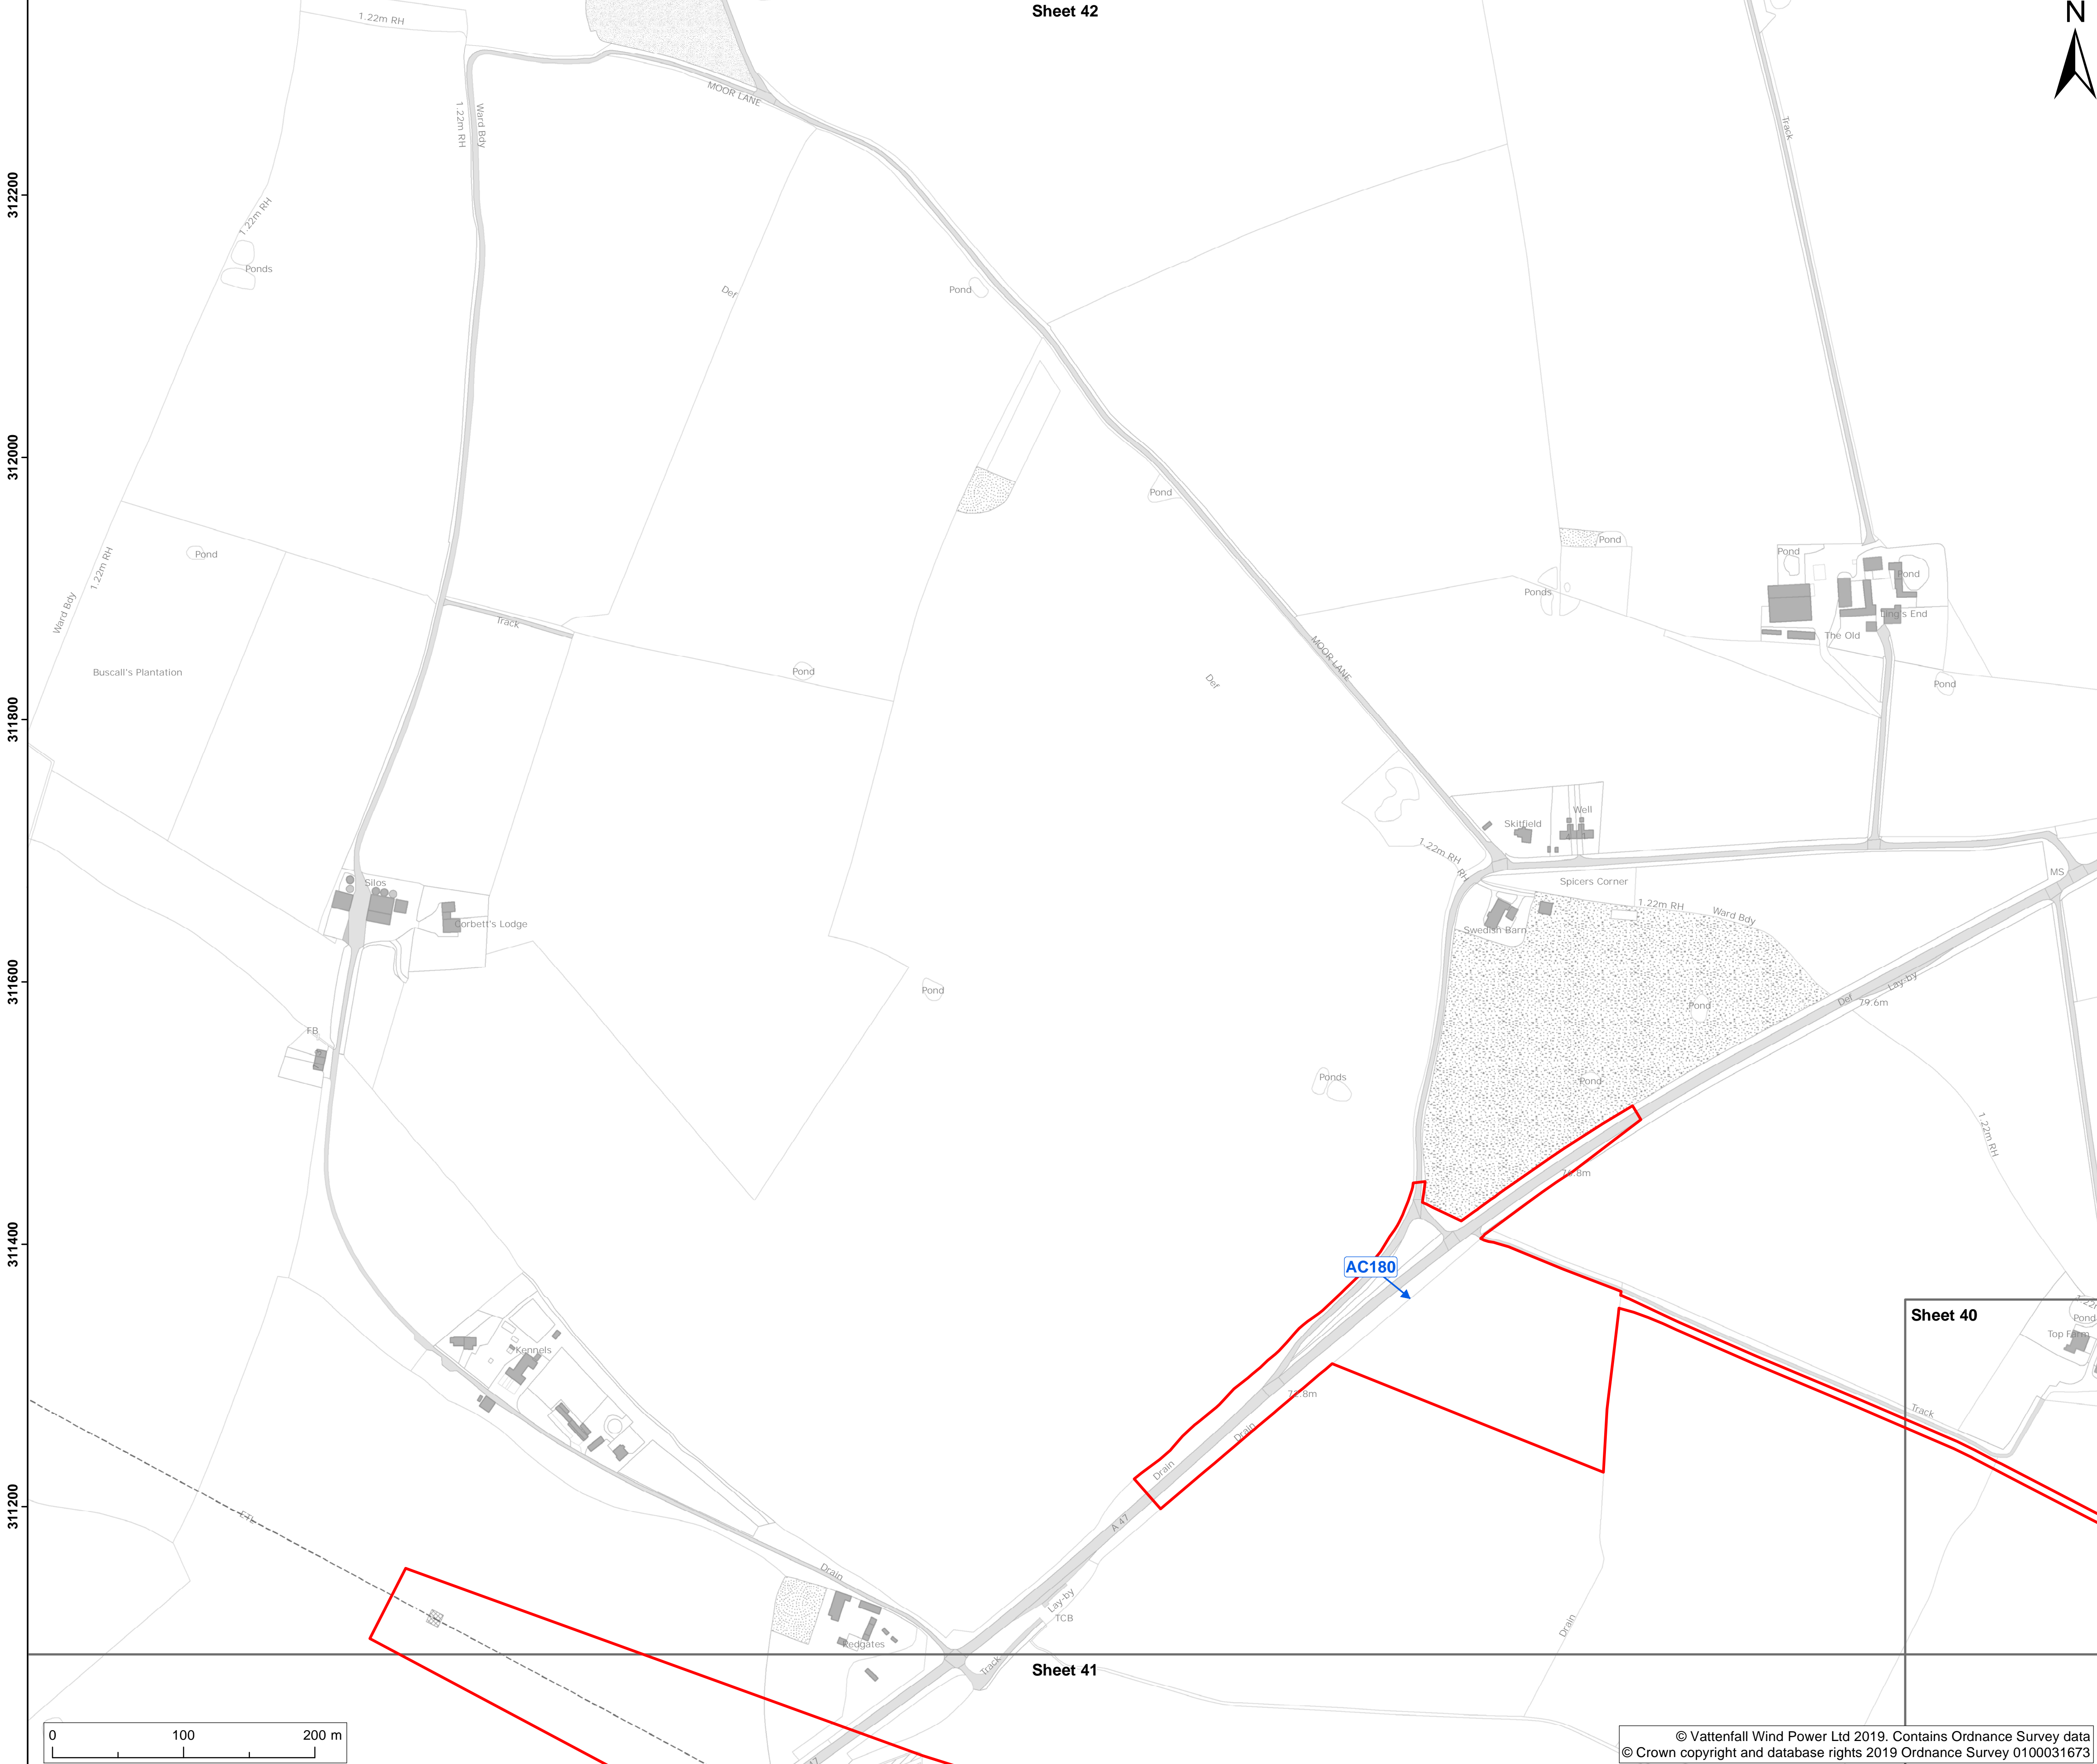 Sheet 42
N
1.22m RH
MOOR LANE
1.22m RH
Ward Bdy
Track
312200
1.22m RH
Ponds
Def
Pond
312000
Pond
Pond
Pond
1.22m RH
Ward Bdy
Pond
Pond
Ponds
Ling's End
The Old
Track
Buscall's Plantation
Pond
Def
MOOR LANE
Pond
311800
Well
Skitfield
1.22m RH
RH
Spicers Corner
MS
Silos
Corbett's Lodge
1.22m RH
Ward Bdy
Swedish Barn
311600
Pond
Pond
Def
Lay-by
79.6m
FB
Ponds
Pond
1.22m RH
311400
AC180
Sheet 40
Pond
Top Farm
Kennels
Drain
Track
311200
ETL
Drain
A 47
Drain
Lay-by
TCB
Drain
Redgates
Track
Sheet 41
0 100 200 m
© Vattenfall Wind Power Ltd 2019. Contains Ordnance Survey data
© Crown copyright and database rights 2019 Ordnance Survey 0100031673